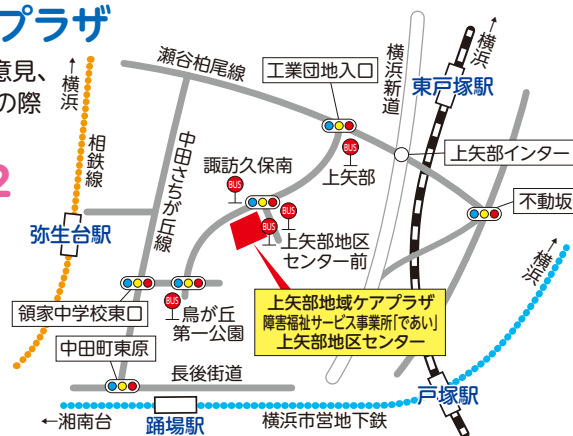 プラザ
意見、
の際
2
←横浜
相鉄線
弥生台駅
瀬谷柏尾線
中田さちが丘線
工業団地入口
横浜新道
←横浜
東戸塚駅
上矢部インター
不動坂
BUS
上矢部
諏訪久保南
BUS
BUS
BUS
上矢部地区
センター前
領家中学校東口
BUS
鳥が丘
第一公園
上矢部地域ケアプラザ
障害福祉サービス事業所「であい」
上矢部地区センター
←横浜
中田町東原
長後街道
戸塚駅
←湘南台
踊場駅
横浜市営地下鉄